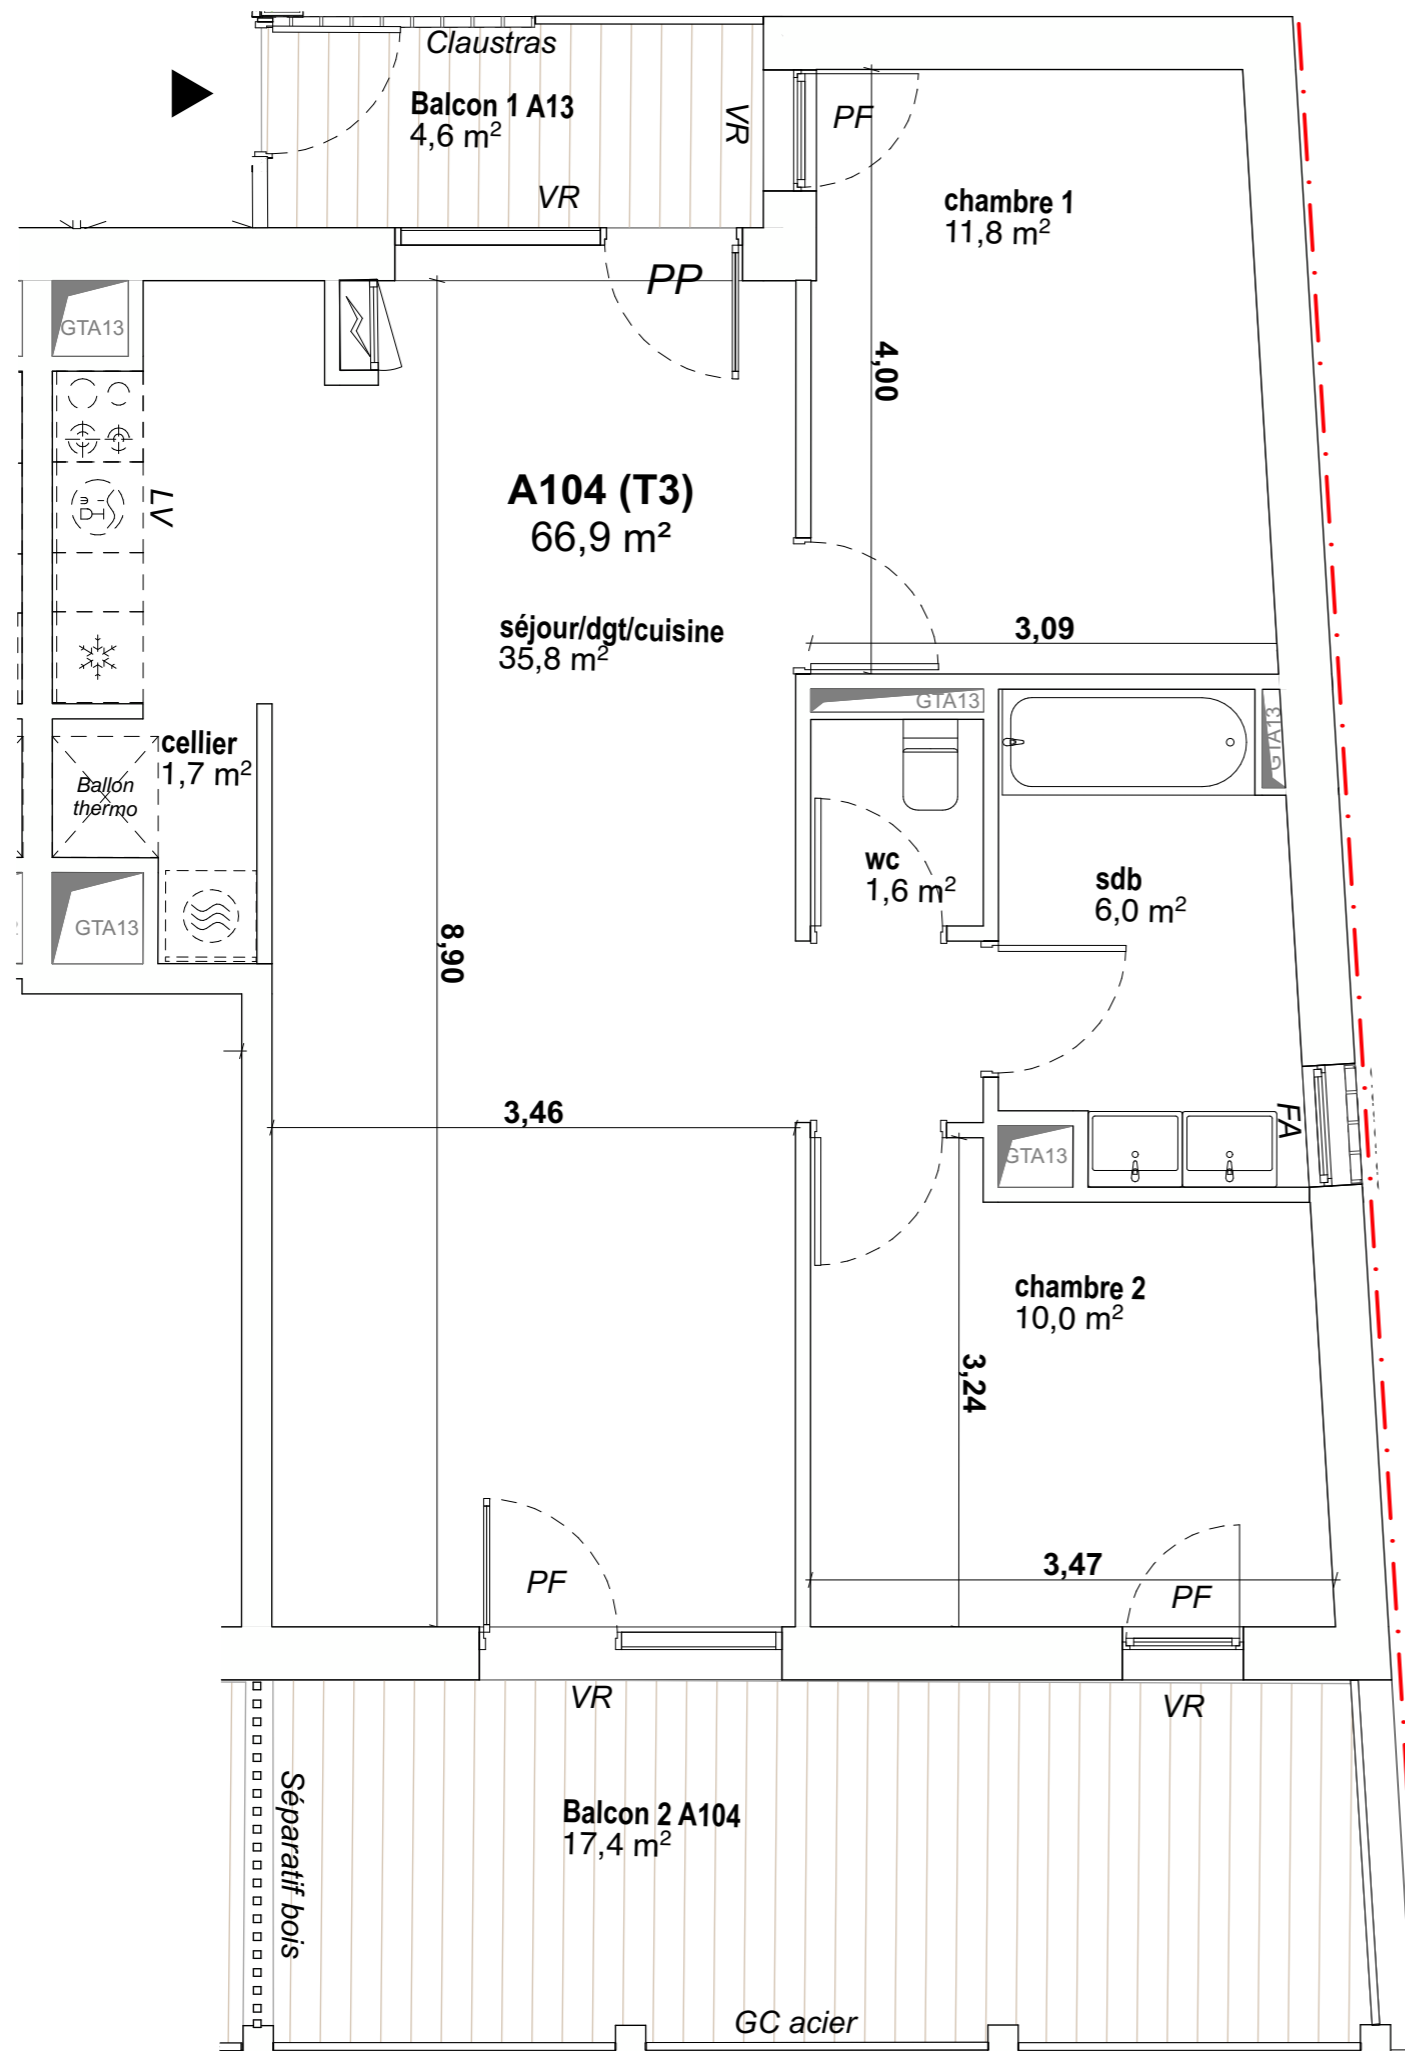 Claustras
Balcon 1 A13
4,6 m²
VR
PF
VR
chambre 1
11,8 m²
PP
GTA13
4,00
LV
A104 (T3)
66,9 m²
séjour/dgt/cuisine
35,8 m²
3,09
GTA13
GTA13
cellier
1,7 m²
Ballon
thermo
wc
1,6 m²
sdb
6,0 m²
GTA13
8,90
3,46
FA
GTA13
chambre 2
10,0 m²
3,24
3,47
PF
PF
VR
VR
Séparatif bois
Balcon 2 A104
17,4 m²
GC acier